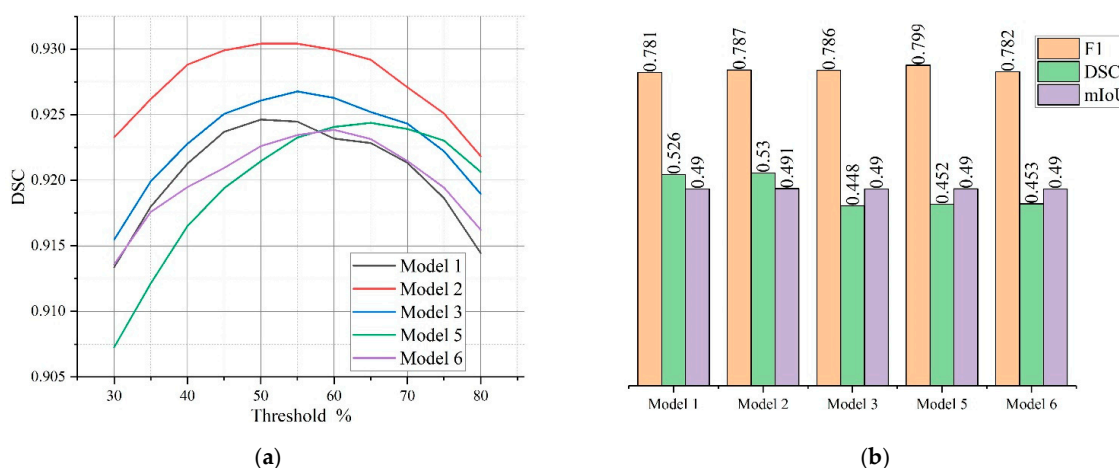 0.930
0.925
0.920
0.915
0.910
0.905
DSC
30 40 50 60 70 80
Threshold %
Model 1
Model 2
Model 3
Model 5
Model 6
(a)
0.781 0.526 0.49 0.787 0.53 0.491 0.786 0.448 0.49 0.799 0.452 0.49 0.782 0.453 0.49
F1
DSC
mIoU
Model 1 Model 2 Model 3 Model 5 Model 6
(b)